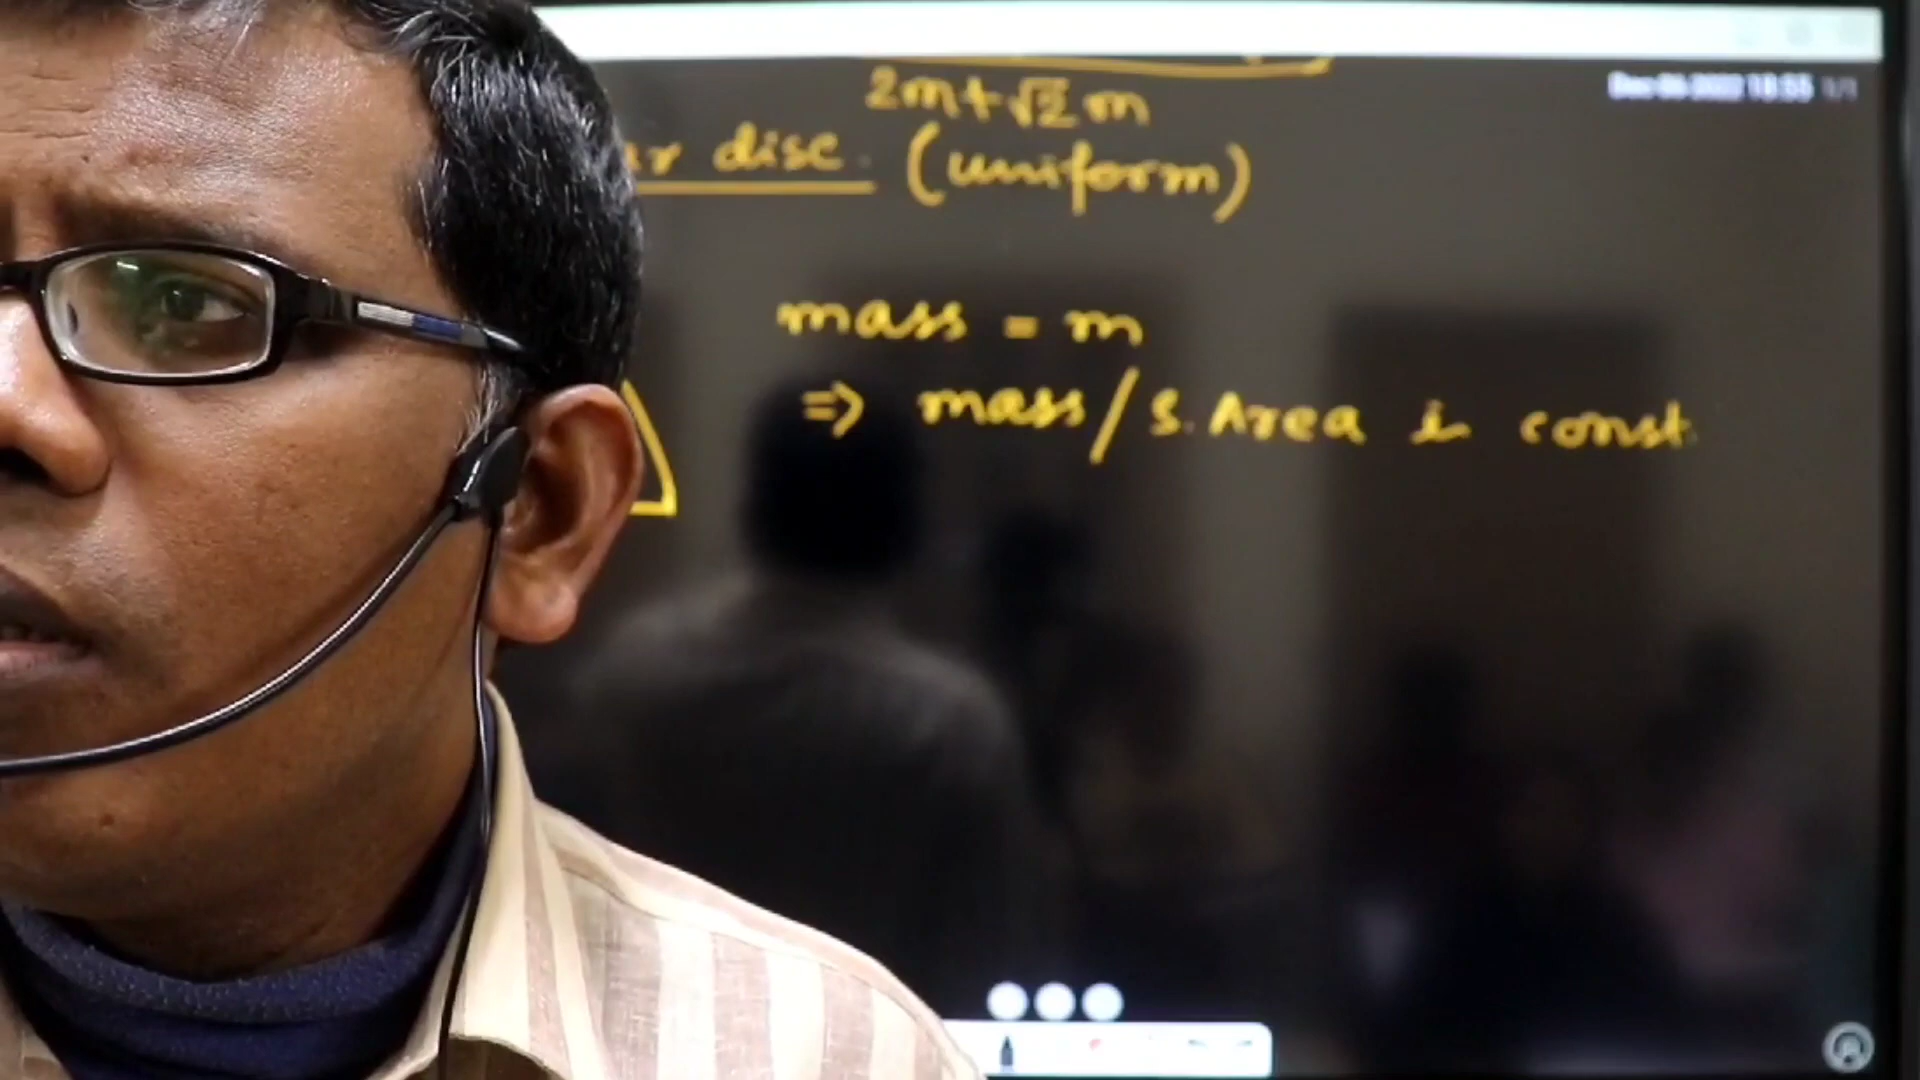 2m+√2 m
disc. (uniform)
mass = m
⇒ mass/s. Area is const.